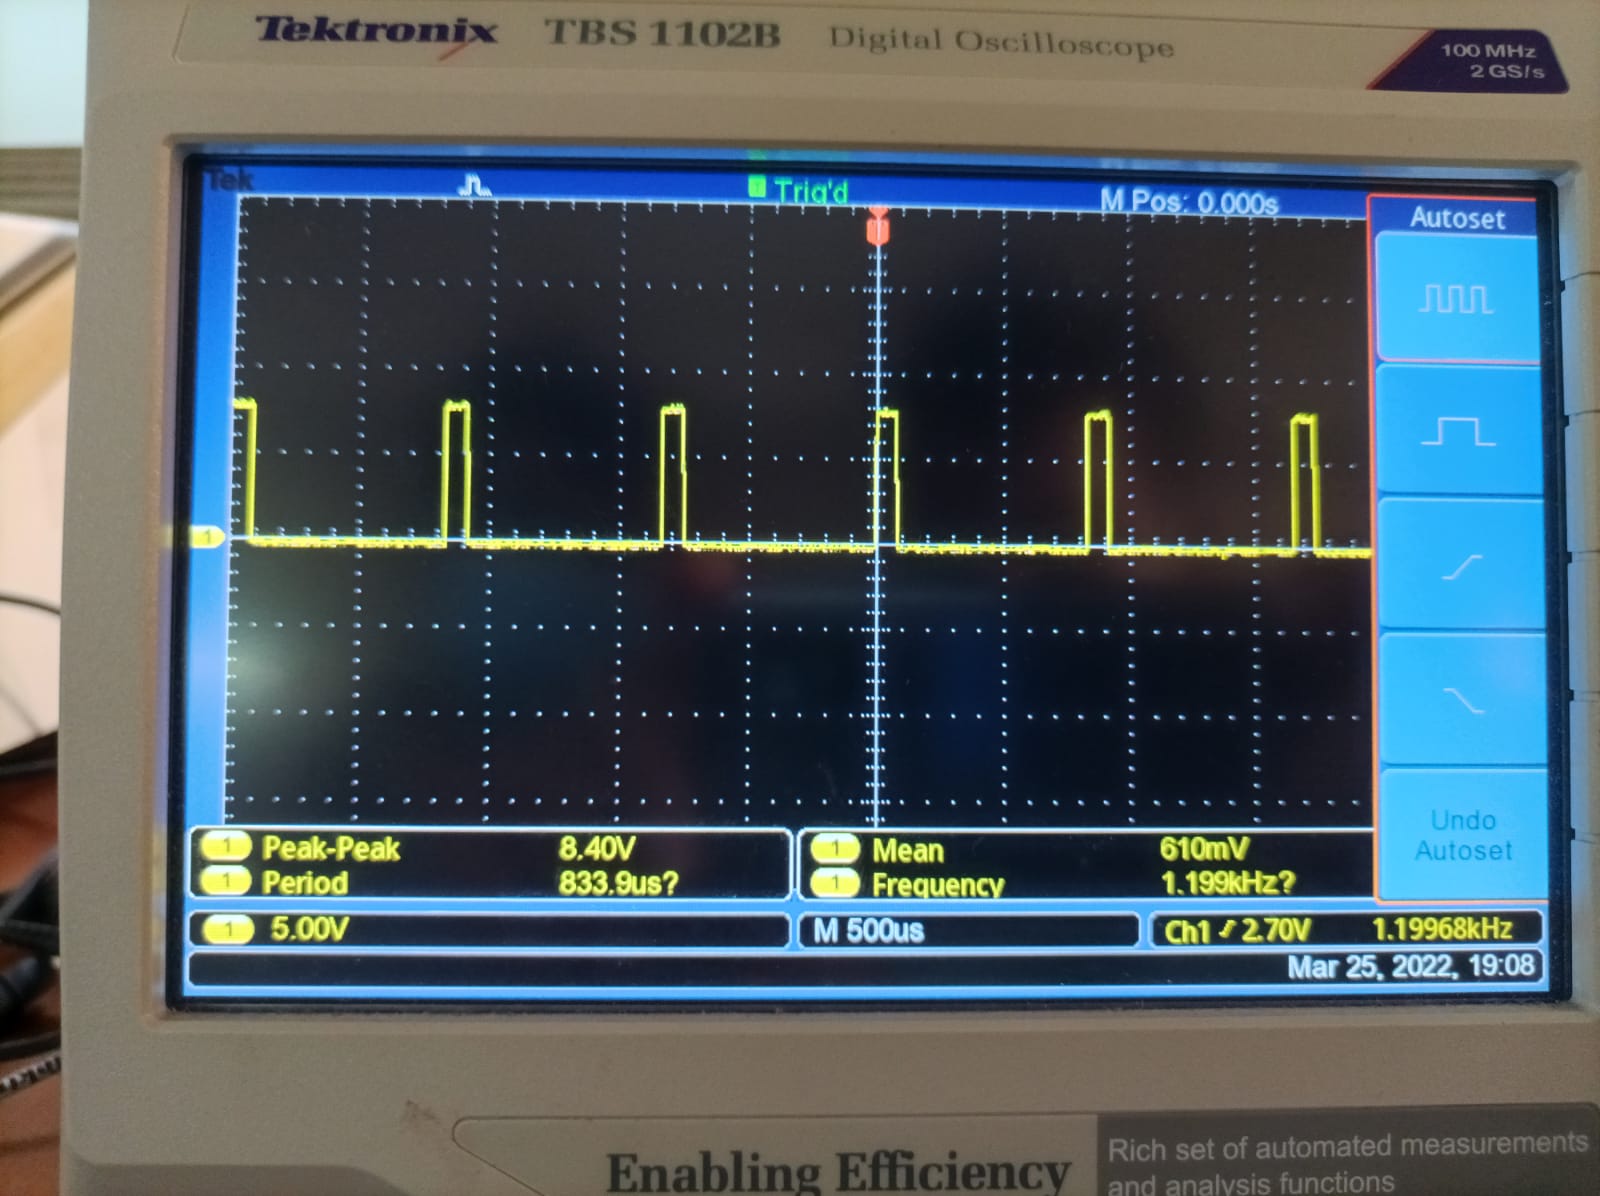 Tektronix TBS 1102B Digital Oscilloscope
100 MHz
2 GS/s
Tek Trig'd M Pos: 0.000s
Autoset
1
Undo
Autoset
1 Peak-Peak 8.40V
1 Period 833.9us?
1 Mean 610mV
1 Frequency 1.199kHz?
1 5.00V M 500us Ch1 2.70V 1.19968kHz
Mar 25, 2022, 19:08
Enabling Efficiency
Rich set of automated measurements
and analysis functions